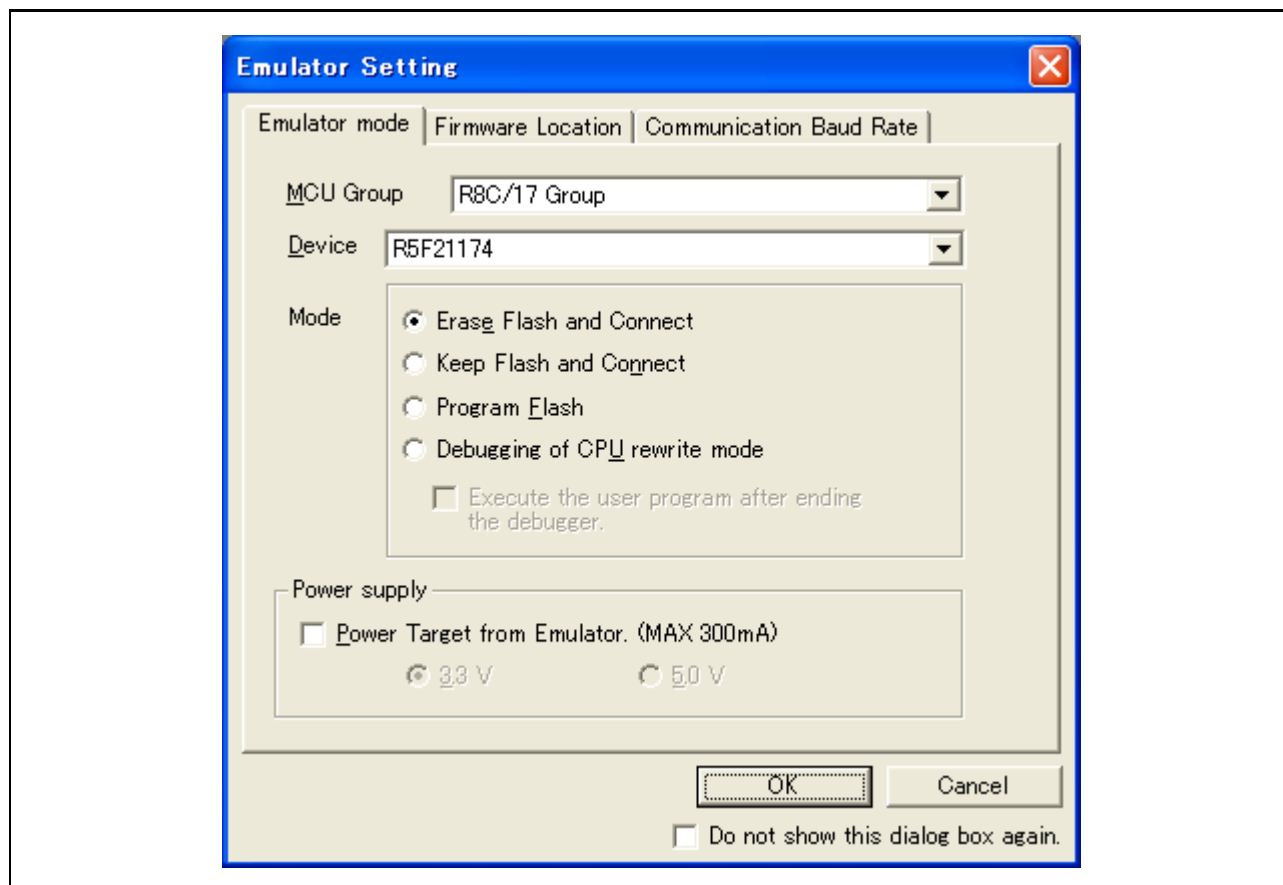 Emulator Setting
Emulator mode
Firmware Location
Communication Baud Rate
MCU Group
R8C/17 Group
Device
R5F21174
Mode
Erase Flash and Connect
Keep Flash and Connect
Program Flash
Debugging of CPU rewrite mode
Execute the user program after ending
the debugger.
Power supply
Power Target from Emulator. (MAX 300mA)
3.3 V
5.0 V
OK
Cancel
Do not show this dialog box again.